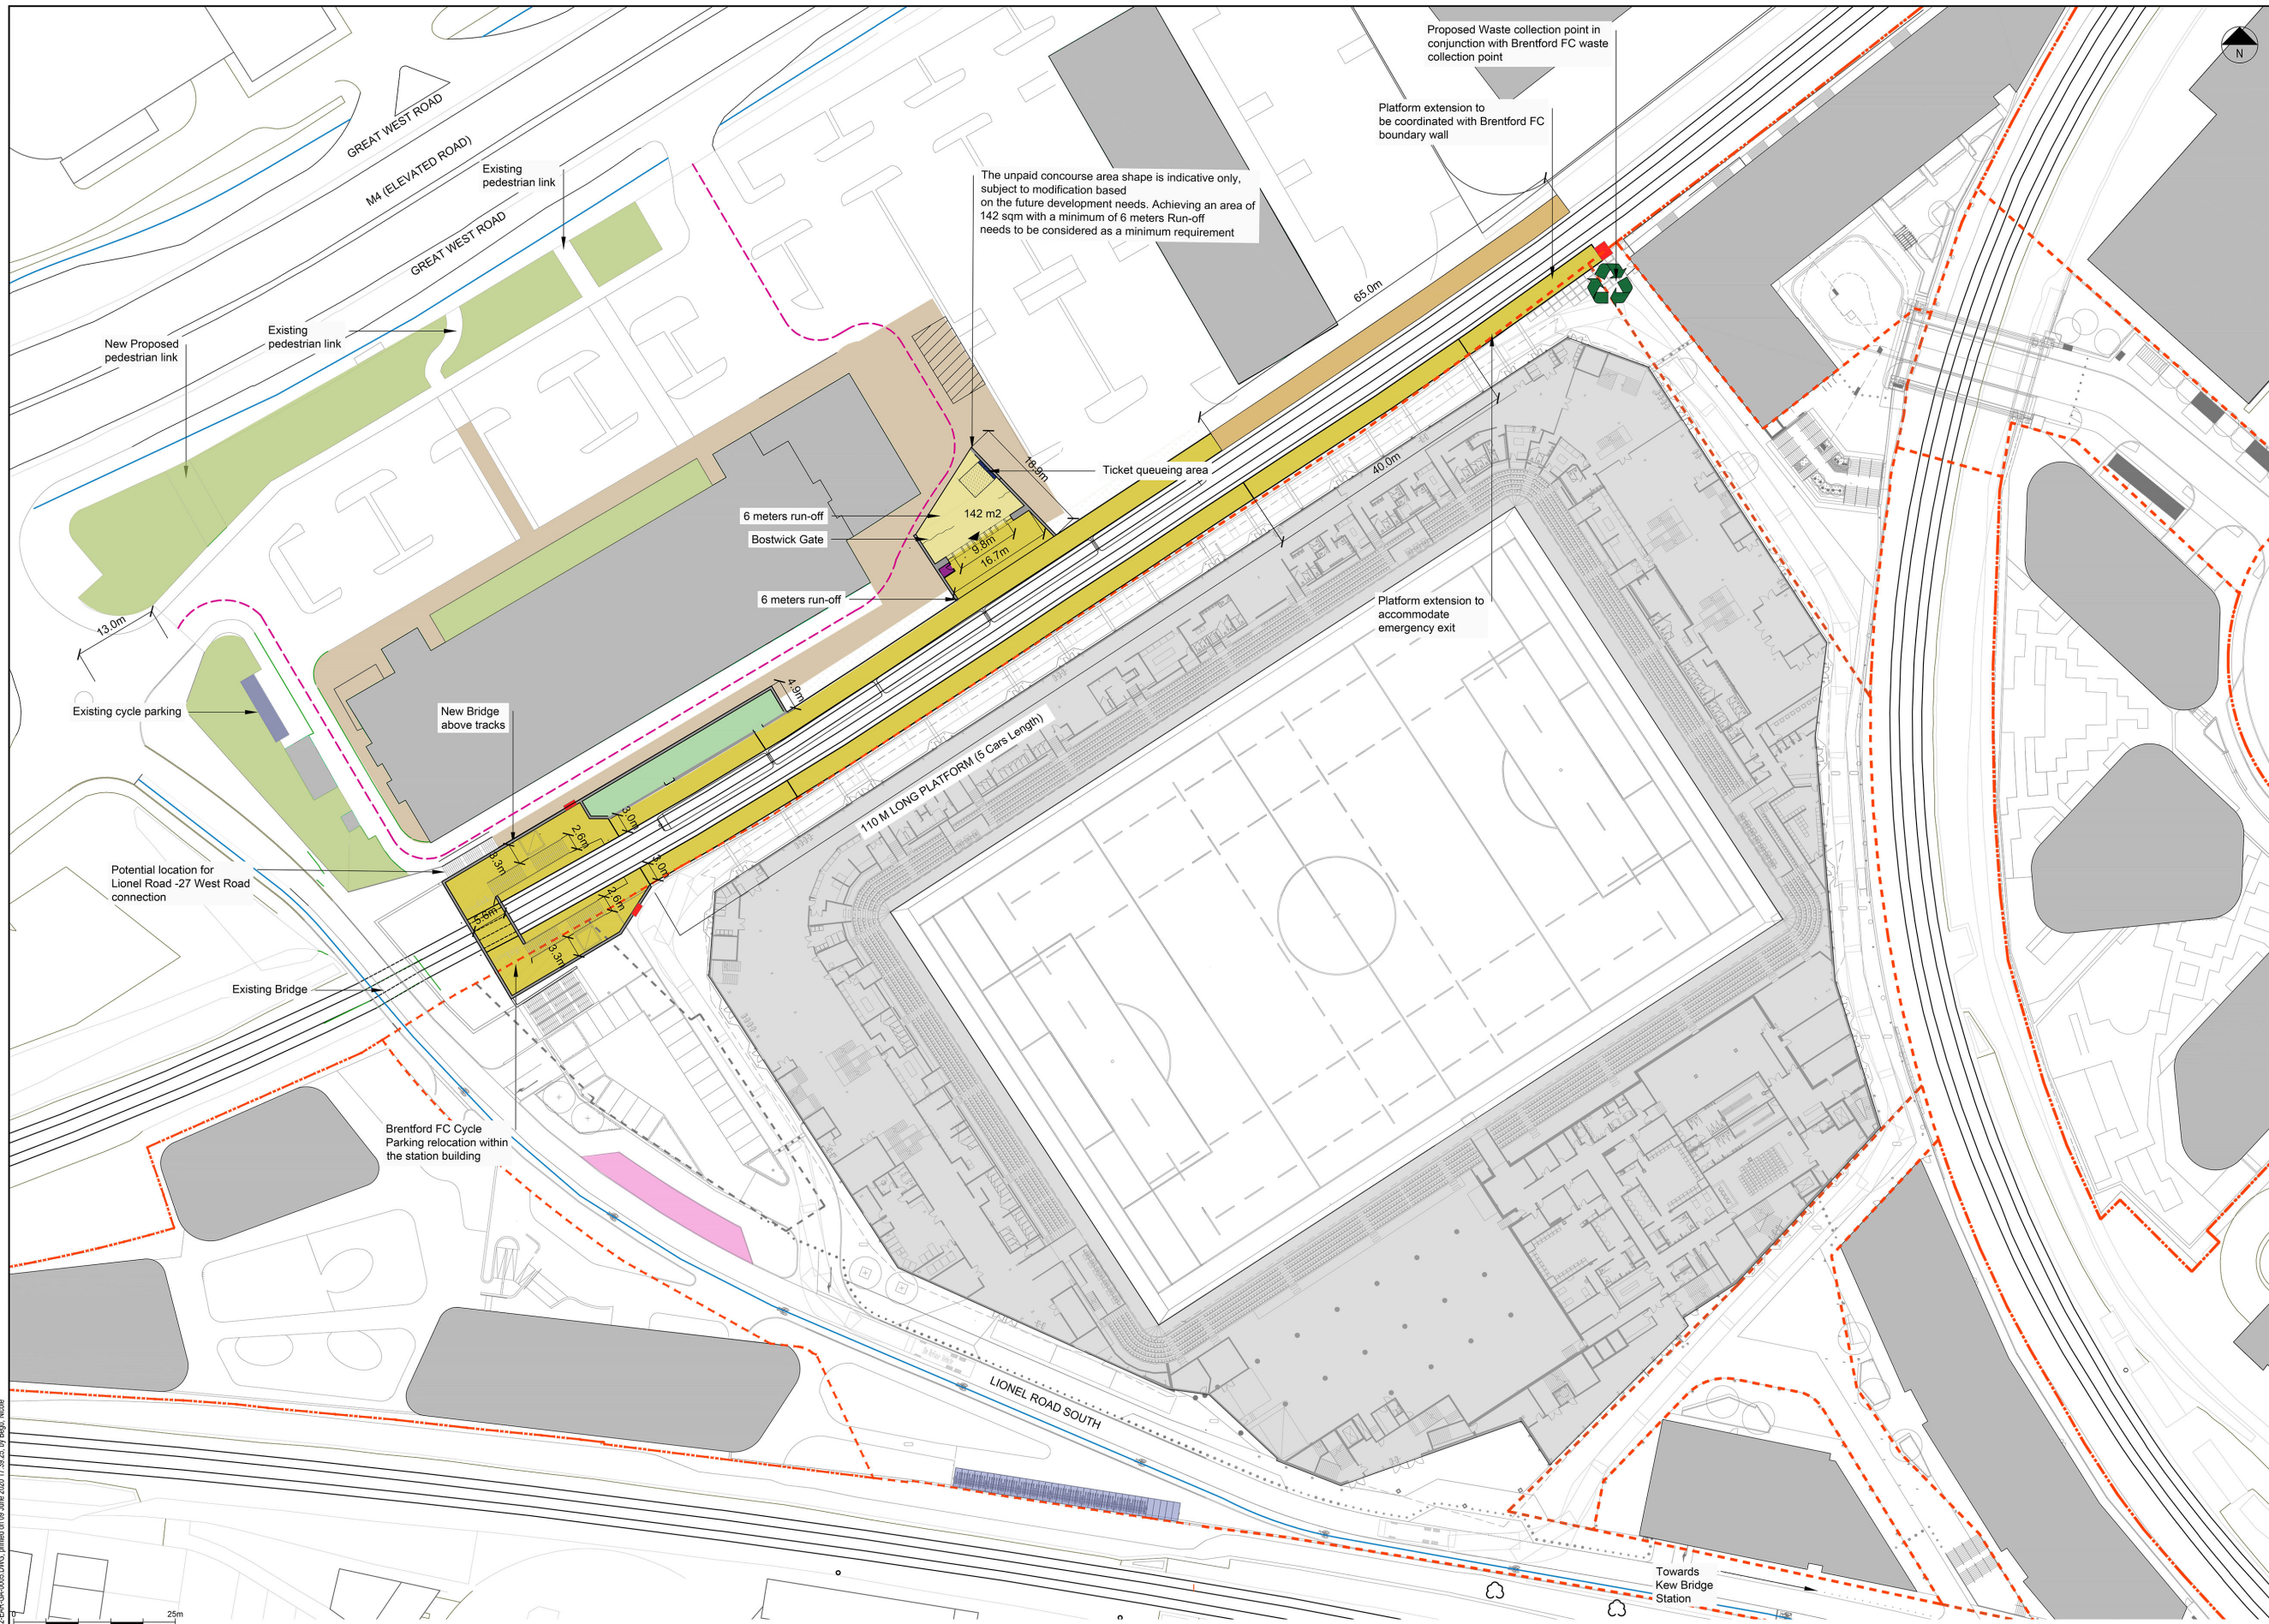 Proposed Waste collection point in
conjunction with Brentford FC waste
collection point
N
GREAT WEST ROAD
M4 (ELEVATED ROAD)
GREAT WEST ROAD
Existing
pedestrian link
Platform extension to
be coordinated with Brentford FC
boundary wall
The unpaid concourse area shape is indicative only,
subject to modification based
on the future development needs. Achieving an area of
142 sqm with a minimum of 6 meters Run-off
needs to be considered as a minimum requirement
65.0m
New Proposed
pedestrian link
Existing
pedestrian link
18.9m
Ticket queueing area
40.0m
6 meters run-off
142 m2
Bostwick Gate
9.8m
16.7m
6 meters run-off
Platform extension to
accommodate
emergency exit
13.0m
Existing cycle parking
New Bridge
above tracks
4.9m
110 M LONG PLATFORM (5 Cars Length)
3.0m
2.6m
3.3m
Potential location for
Lionel Road -27 West Road
connection
3.0m
2.6m
5.6m
3.3m
Existing Bridge
Brentford FC Cycle
Parking relocation within
the station building
LIONEL ROAD SOUTH
Towards
Kew Bridge
Station
0
25m